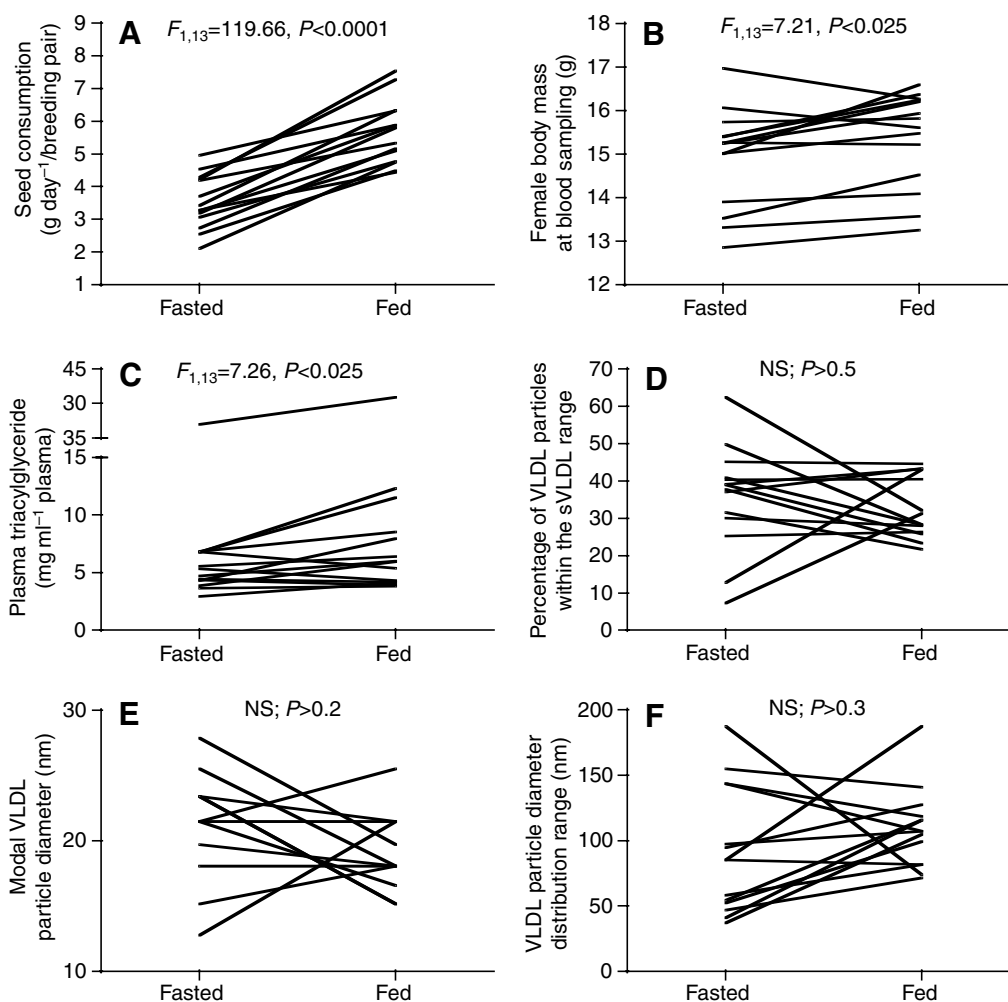 A
F1,13=119.66, P<0.0001
Seed consumption
(g day–1/breeding pair)
9
8
7
6
5
4
3
2
1
Fasted
Fed
B
F1,13=7.21, P<0.025
Female body mass
at blood sampling (g)
18
17
16
15
14
13
12
Fasted
Fed
C
F1,13=7.26, P<0.025
Plasma triacylglyceride
(mg ml–1 plasma)
45
30
35
15
10
5
0
Fasted
Fed
D
NS; P>0.5
Percentage of VLDL particles
within the sVLDL range
70
60
50
40
30
20
10
0
Fasted
Fed
E
NS; P>0.2
Modal VLDL
particle diameter (nm)
30
20
10
Fasted
Fed
F
NS; P>0.3
VLDL particle diameter
distribution range (nm)
200
150
100
50
0
Fasted
Fed